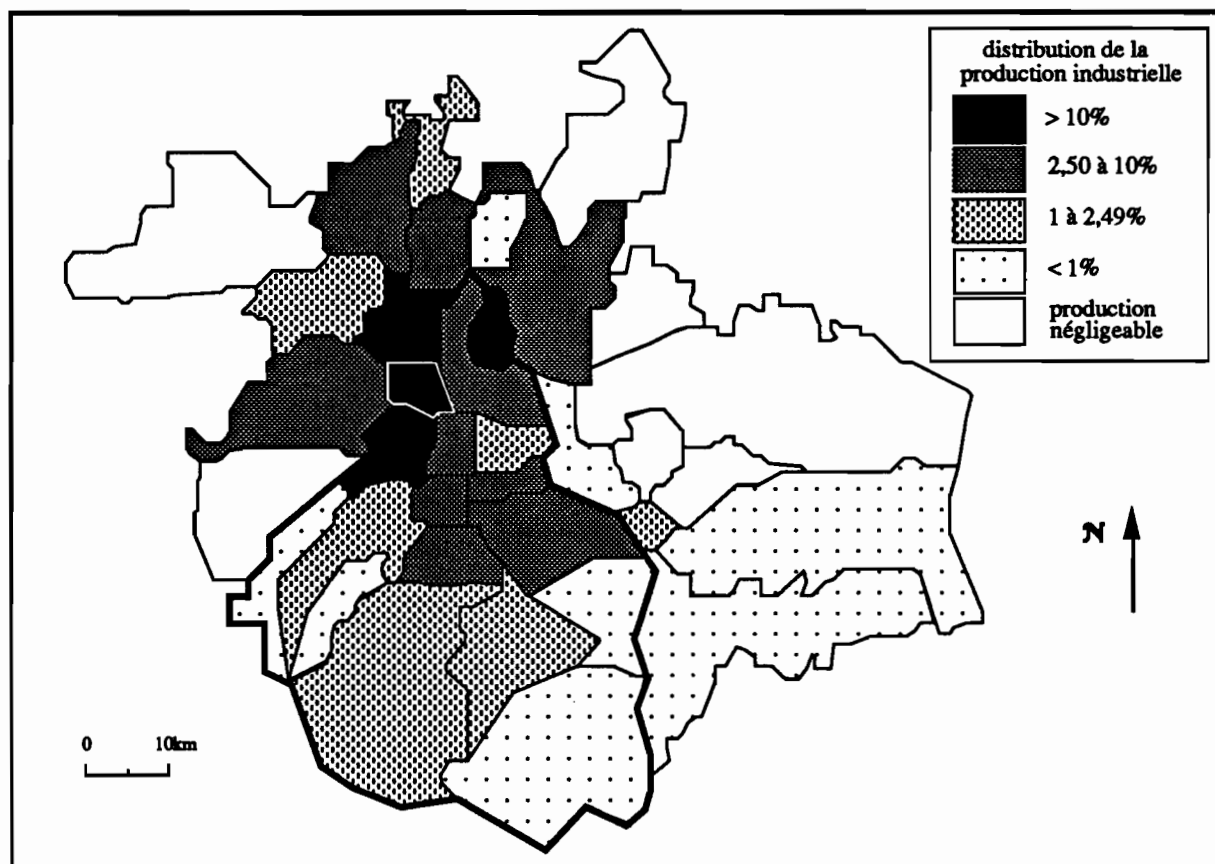 distribution de la
production industrielle
> 10%
2,50 à 10%
1 à 2,49%
< 1%
production
négligeable
N
0 10km